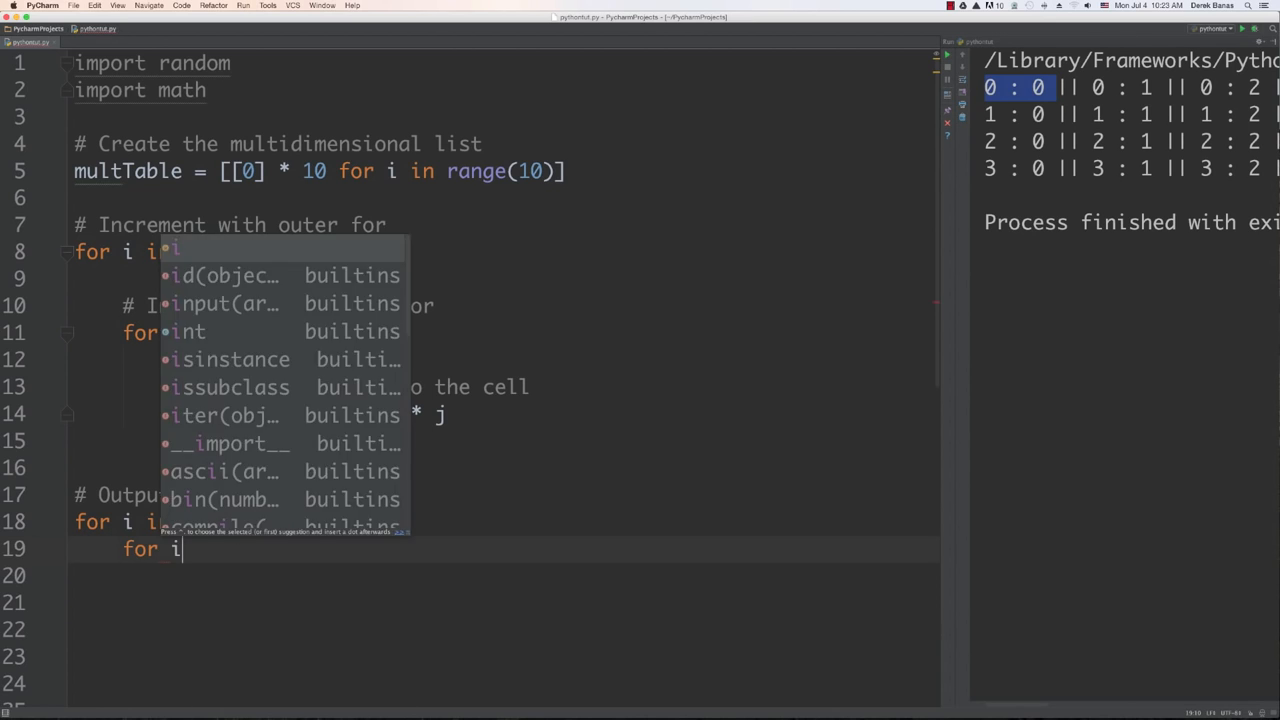 PyCharm File Edit View Navigate Code Refactor Run Tools VCS Window Help 10 Mon Jul 4 10:23 AM Derek Banas
pythontut.py - PycharmProjects - [~/PycharmProjects]
PycharmProjects pythontut.py pythontut
pythontut.py
Run pythontut
1 import random
2 import math
3
4 # Create the multidimensional list
5 multTable = [[0] * 10 for i in range(10)]
6
7 # Increment with outer for
8 for i i
9
10 # I or
11 for
12
13 o the cell
14 * j
15
16
17 # Outpu
18 for i i
19 for i
20
21
22
23
24
25
i
id(objec… builtins
input(ar… builtins
int
isinstance builti…
issubclass builti…
iter(obj… builtins
__import__ builti…
ascii(ar… builtins
bin(numb… builtins
compile( builtins
Press ^. to choose the selected (or first) suggestion and insert a dot afterwards >>
/Library/Frameworks/Pytho
0 : 0 || 0 : 1 || 0 : 2 |
1 : 0 || 1 : 1 || 1 : 2 |
2 : 0 || 2 : 1 || 2 : 2 |
3 : 0 || 3 : 1 || 3 : 2 |
Process finished with exi
19:10 LF‡ UTF-8‡